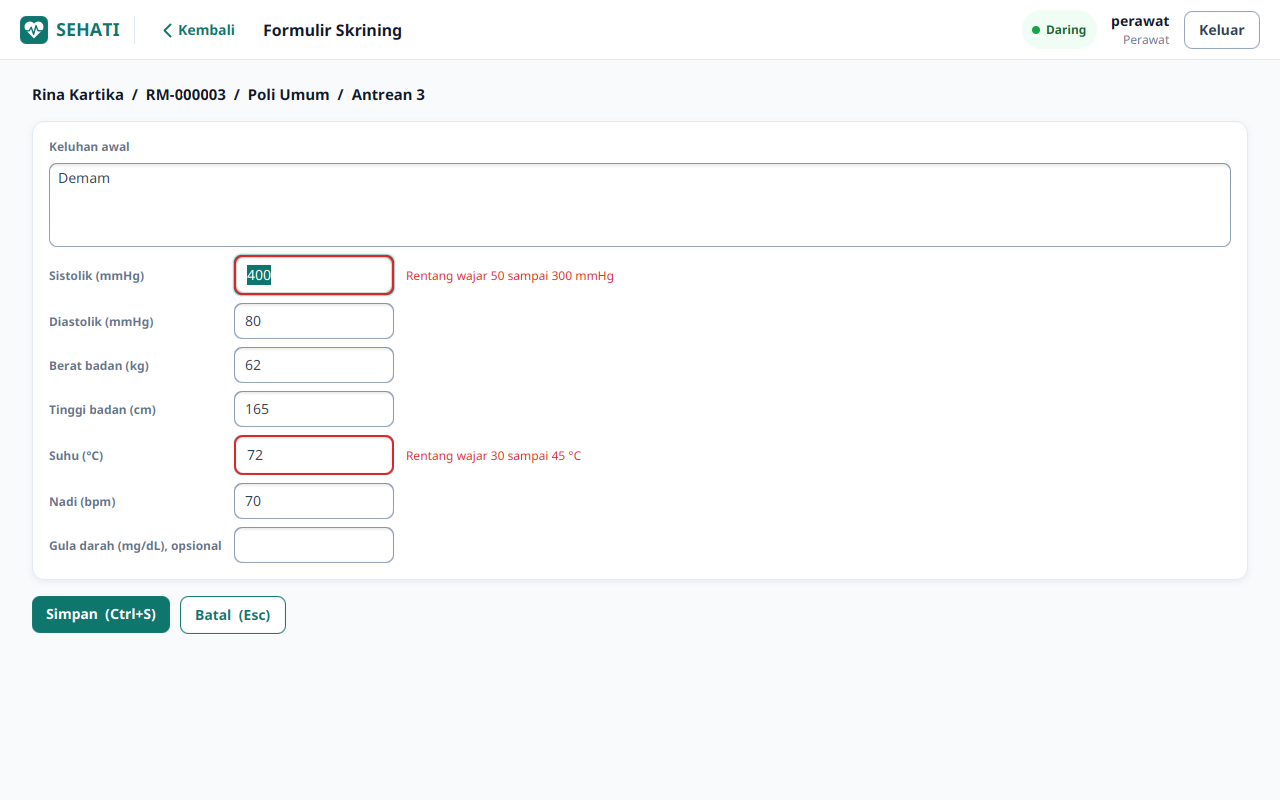 SEHATI
Kembali
Formulir Skrining
Daring
perawat
Perawat
Keluar
Rina Kartika / RM-000003 / Poli Umum / Antrean 3
Keluhan awal
Demam
Sistolik (mmHg) 400 Rentang wajar 50 sampai 300 mmHg
Diastolik (mmHg) 80
Berat badan (kg) 62
Tinggi badan (cm) 165
Suhu (°C) 72 Rentang wajar 30 sampai 45 °C
Nadi (bpm) 70
Gula darah (mg/dL), opsional
Simpan (Ctrl+S) Batal (Esc)